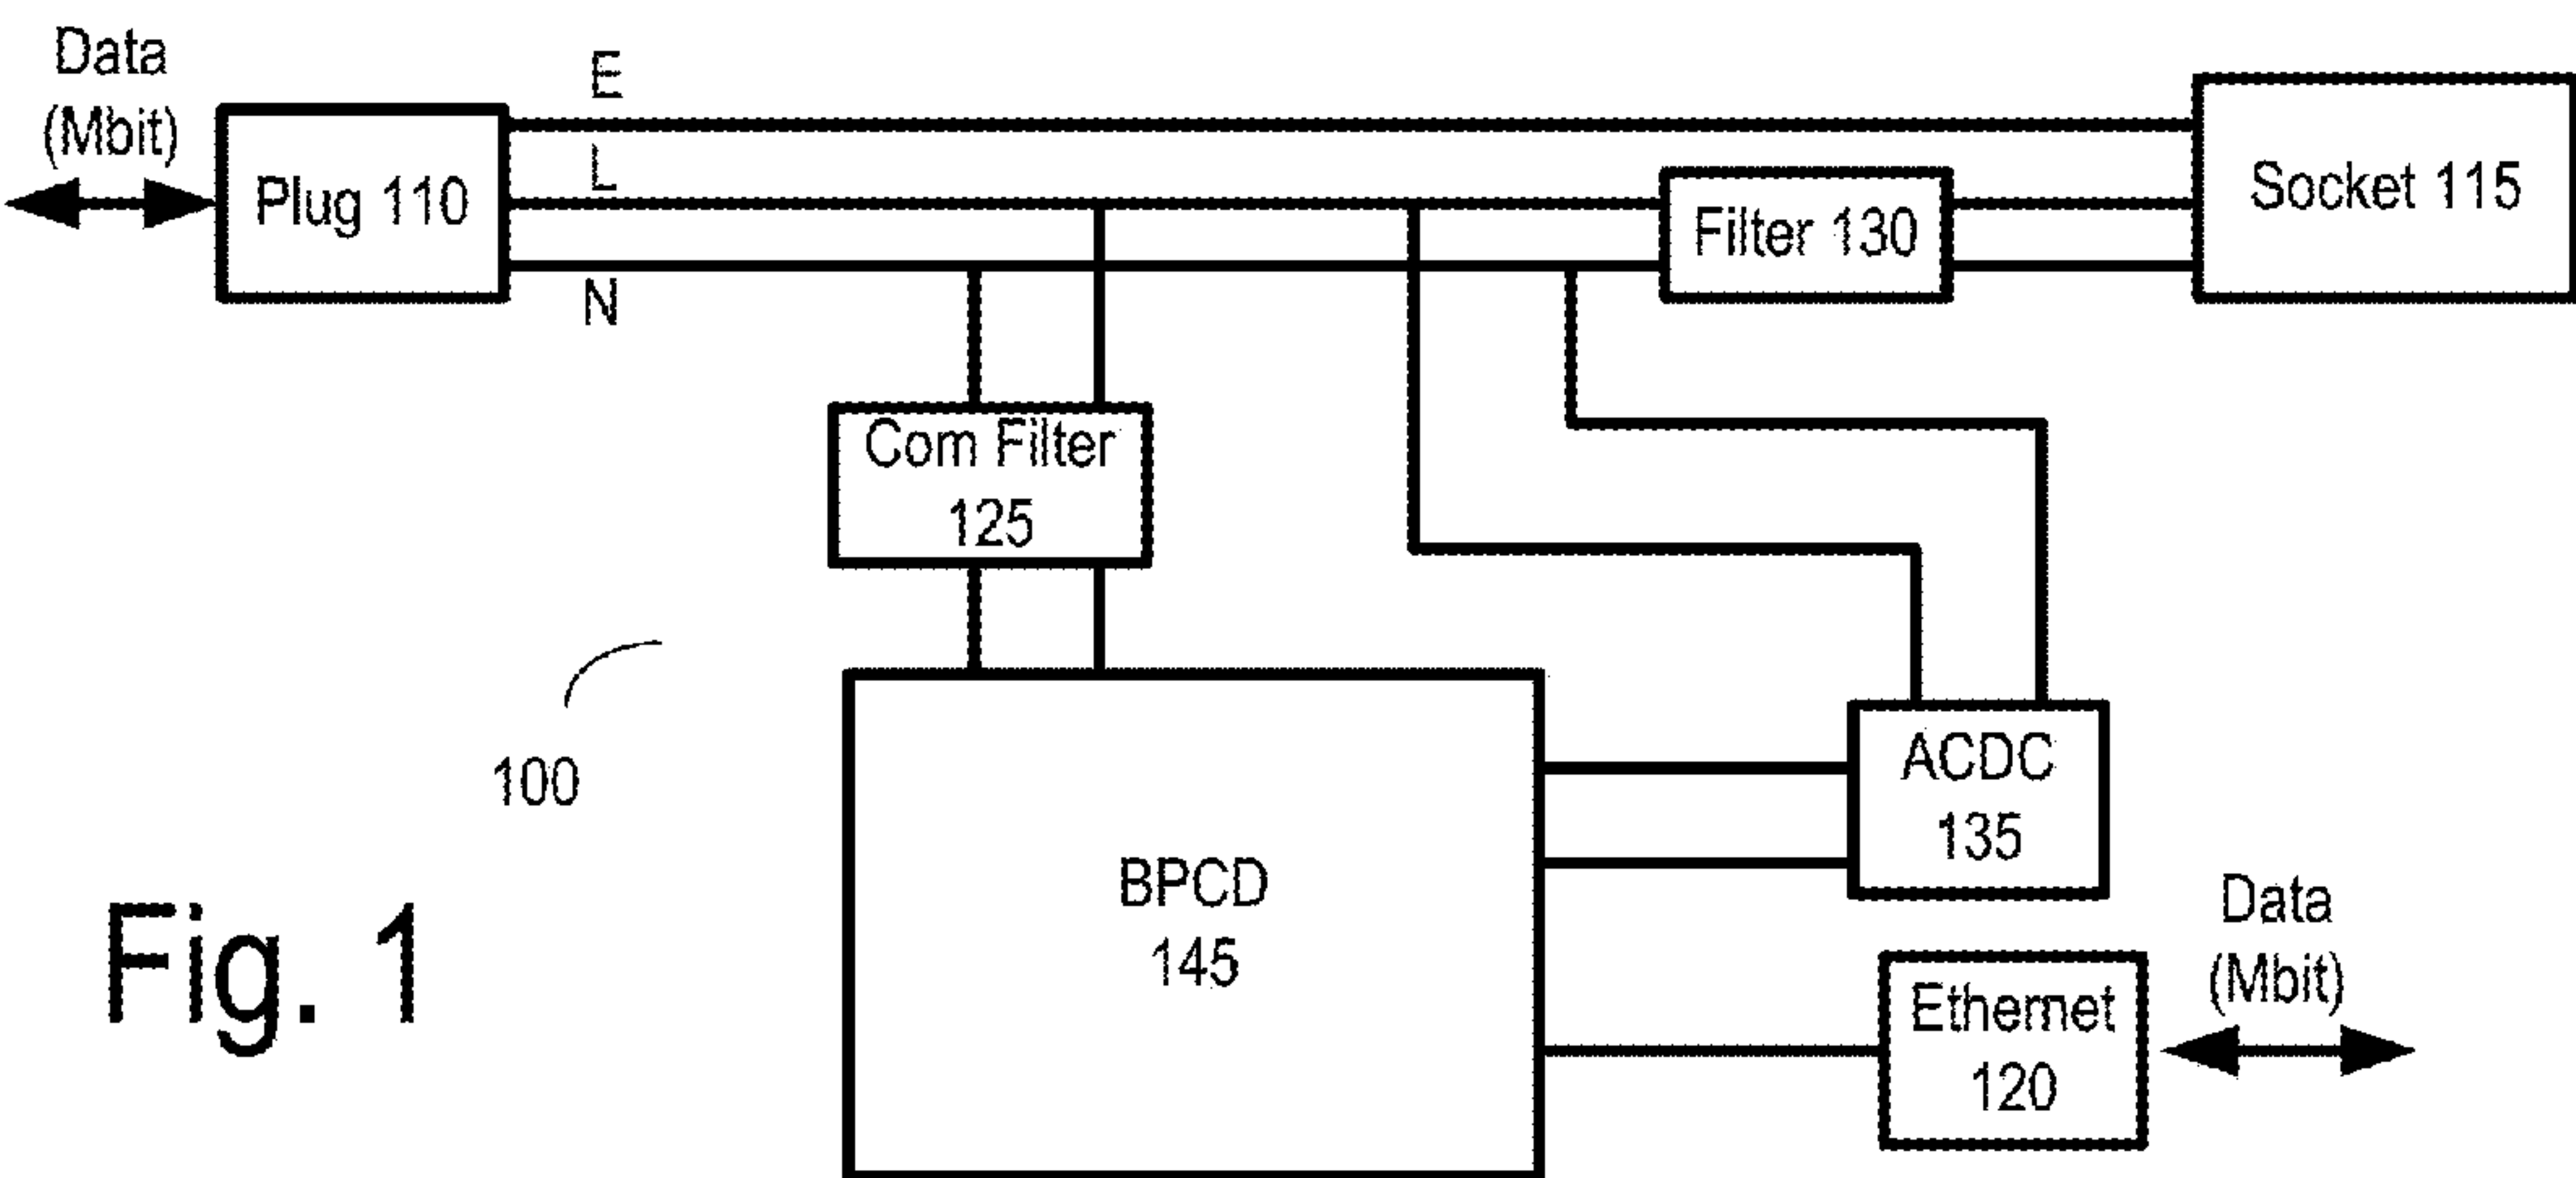 Data
(Mbit)
E
L
N
Plug 110
Filter 130
Socket 115
Com Filter
125
100
BPCD
145
ACDC
135
Ethernet
120
Data
(Mbit)
Fig. 1